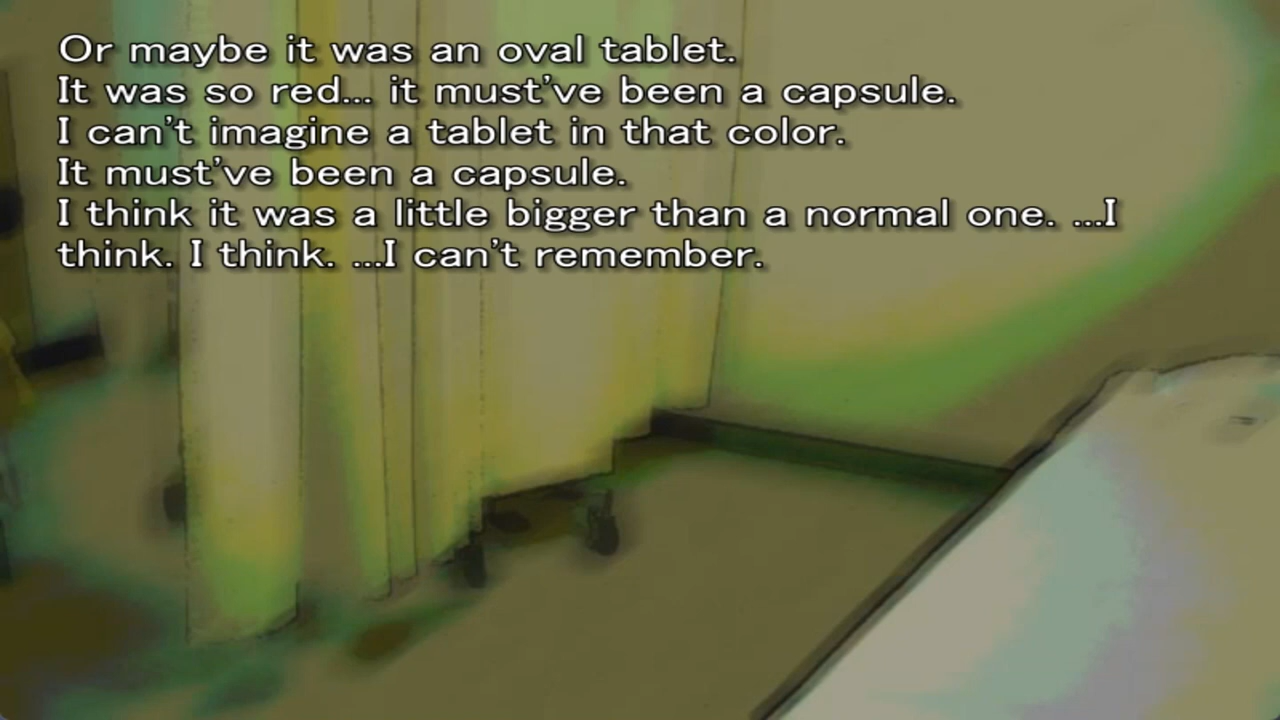 Or maybe it was an oval tablet.
It was so red... it must've been a capsule.
I can't imagine a tablet in that color.
It must've been a capsule.
I think it was a little bigger than a normal one. ...I
think. I think. ...I can't remember.